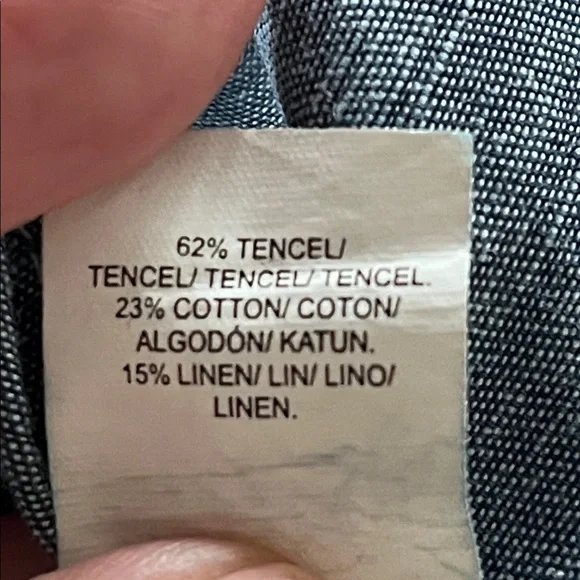 62% TENCEL/
TENCEL/ TENCEL/ TENCEL.
23% COTTON/ COTON/
ALGODÓN/ KATUN.
15% LINEN/ LIN/ LINO/
LINEN.